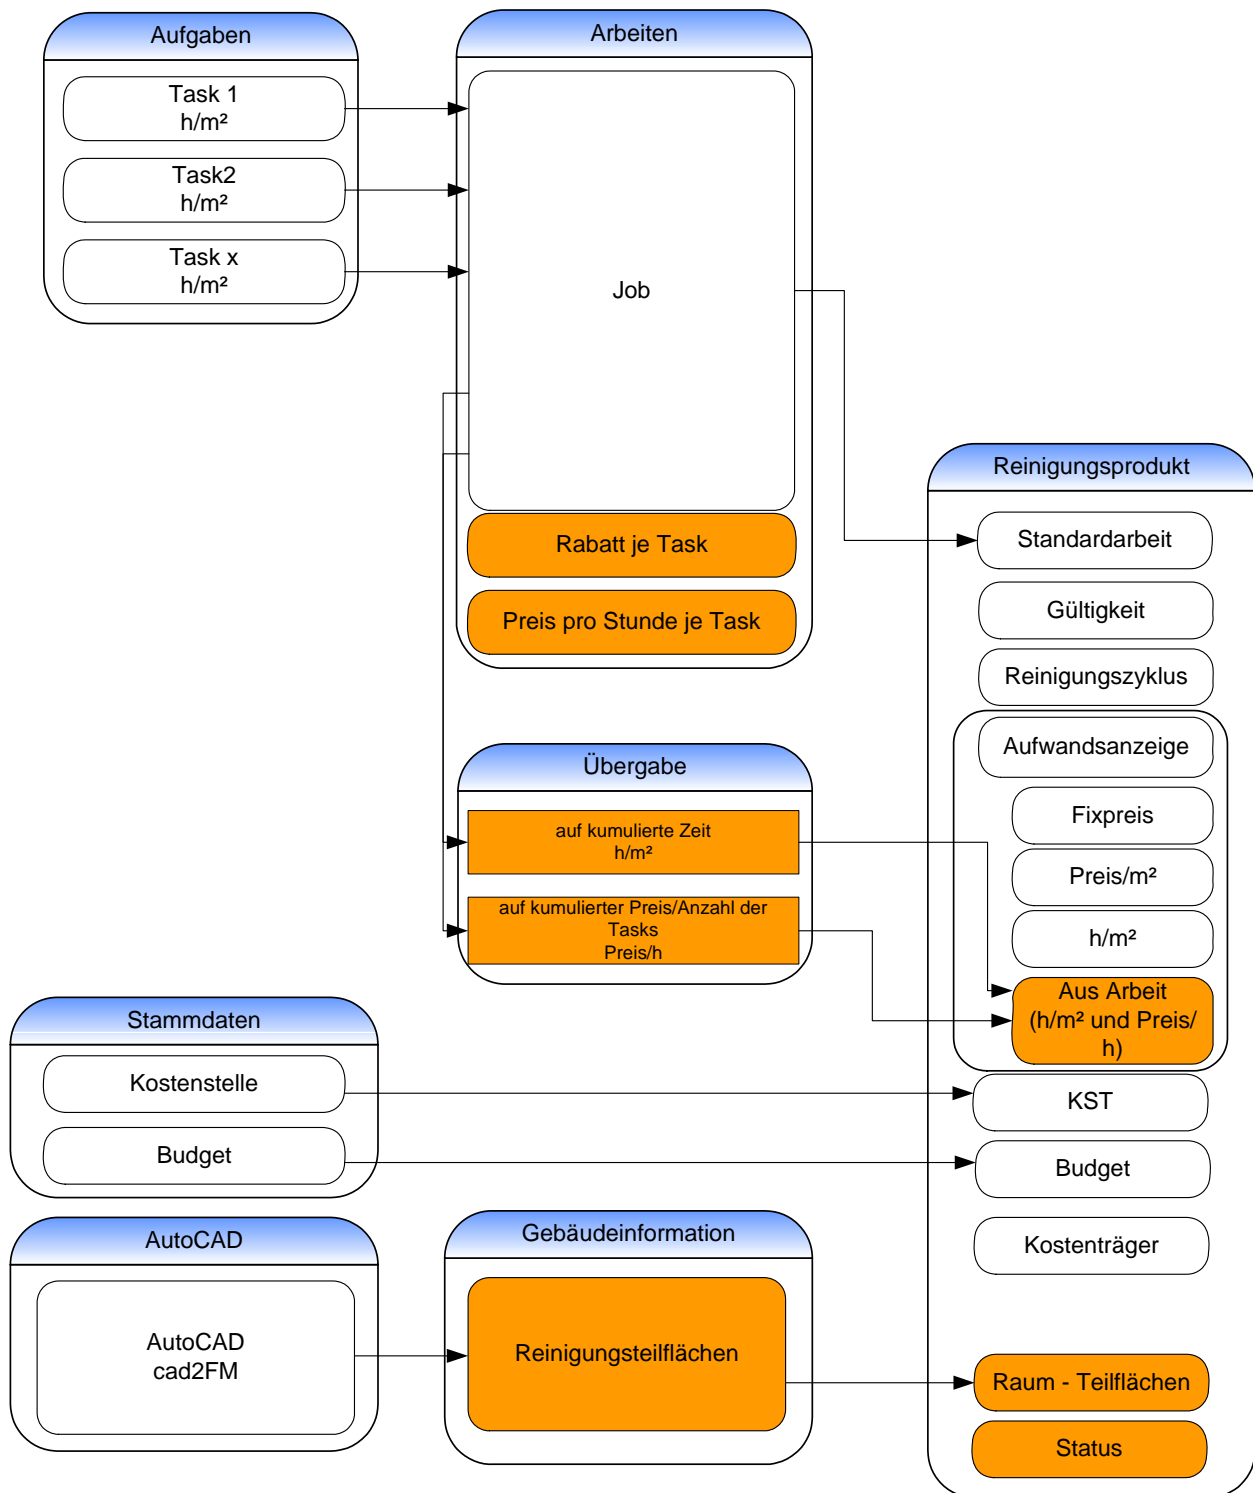 Aufgaben
Task 1
h/m²
Task2
h/m²
Task x
h/m²
Arbeiten
Job
Rabatt je Task
Preis pro Stunde je Task
Übergabe
auf kumulierte Zeit
h/m²
auf kumulierter Preis/Anzahl der
Tasks
Preis/h
Stammdaten
Kostenstelle
Budget
AutoCAD
AutoCAD
cad2FM
Gebäudeinformation
Reinigungsteilflächen
Reinigungsprodukt
Standardarbeit
Gültigkeit
Reinigungszyklus
Aufwandsanzeige
Fixpreis
Preis/m²
h/m²
Aus Arbeit
(h/m² und Preis/
h)
KST
Budget
Kostenträger
Raum - Teilflächen
Status